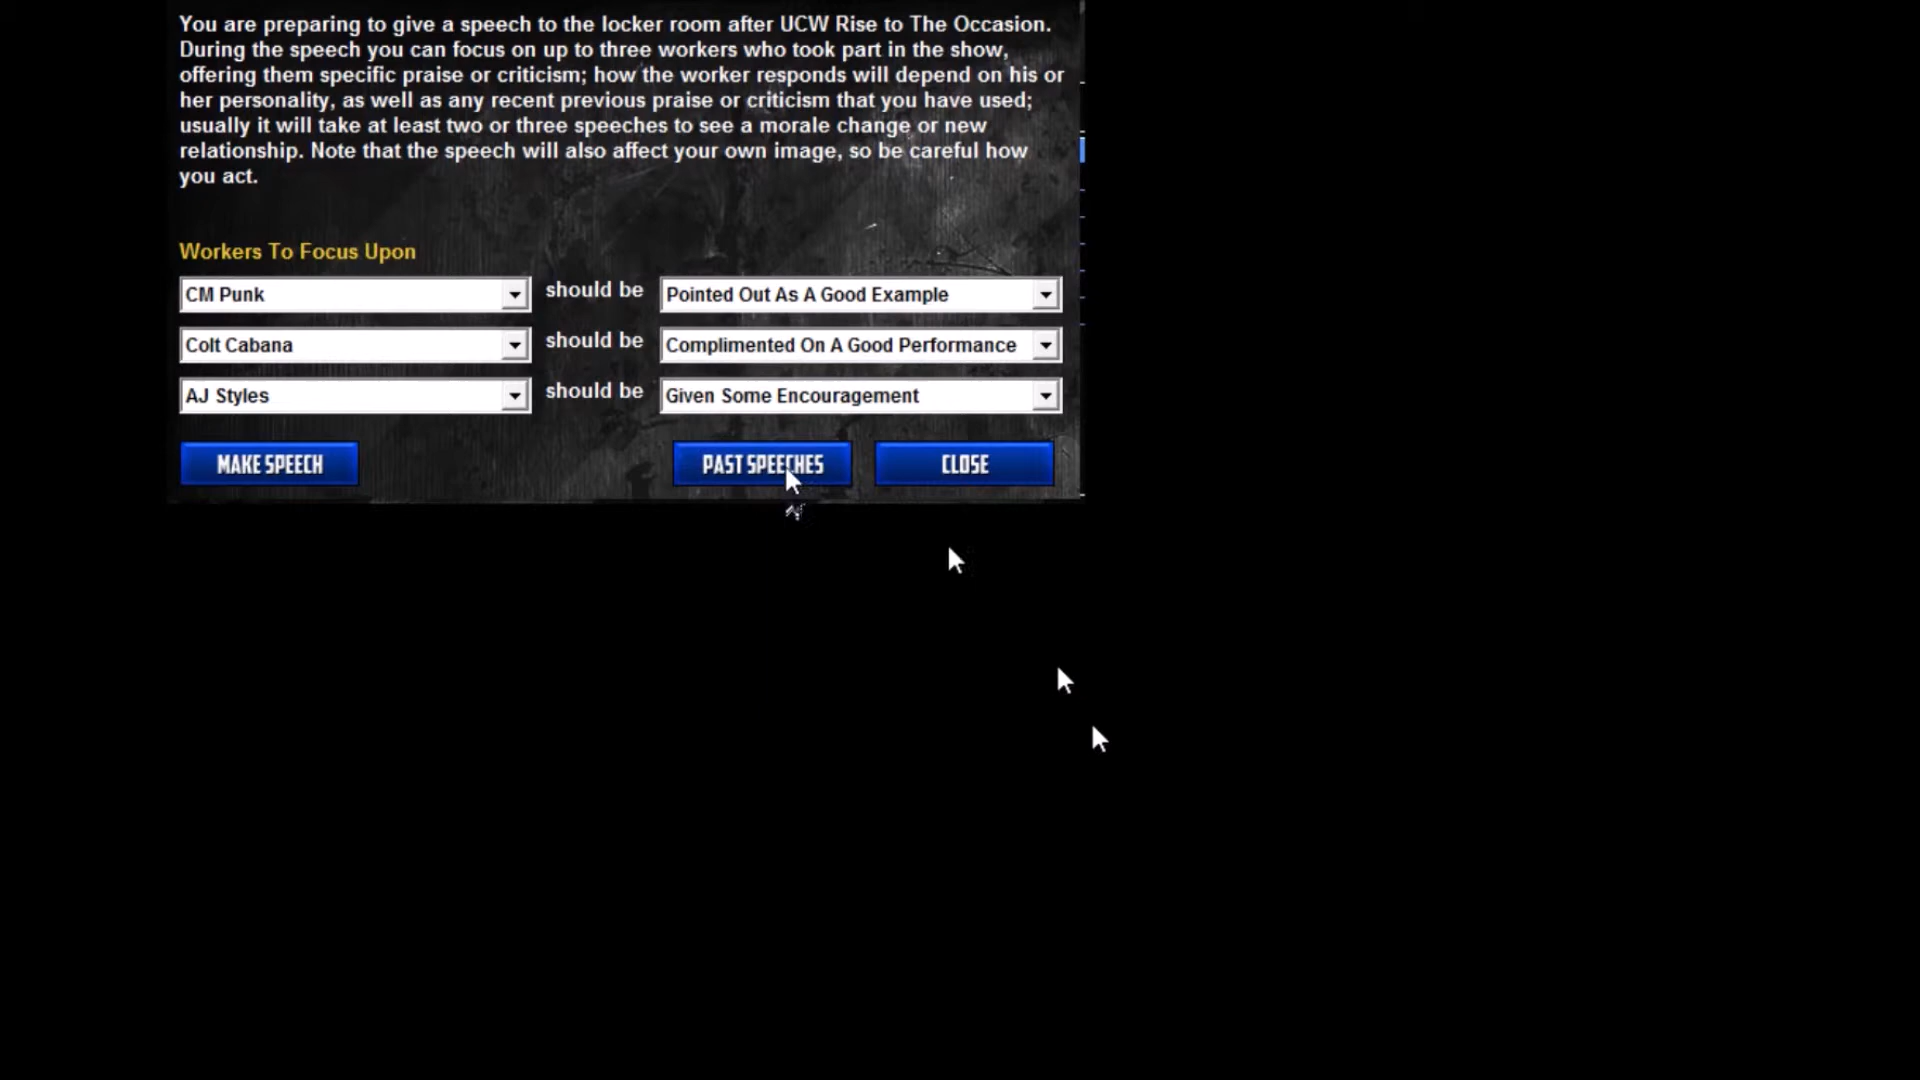 You are preparing to give a speech to the locker room after UCW Rise to The Occasion.
During the speech you can focus on up to three workers who took part in the show,
offering them specific praise or criticism; how the worker responds will depend on his or
her personality, as well as any recent previous praise or criticism that you have used;
usually it will take at least two or three speeches to see a morale change or new
relationship. Note that the speech will also affect your own image, so be careful how
you act.
Workers To Focus Upon
CM Punk should be Pointed Out As A Good Example
Colt Cabana should be Complimented On A Good Performance
AJ Styles should be Given Some Encouragement
MAKE SPEECH PAST SPEECHES CLOSE